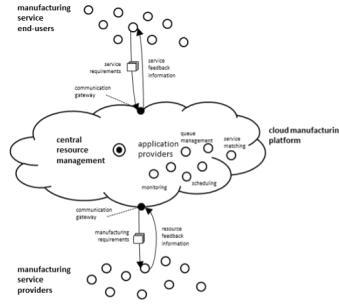 manufacturing
service
end-users
service
requirements
service
feedback
information
communication
gateway
cloud manufacturin
platform
central
resource
management
application
providers
queue
management
service
matching
monitoring
scheduling
communication
gateway
manufacturing
requirements
resource
feedback
information
manufacturing
service
providers